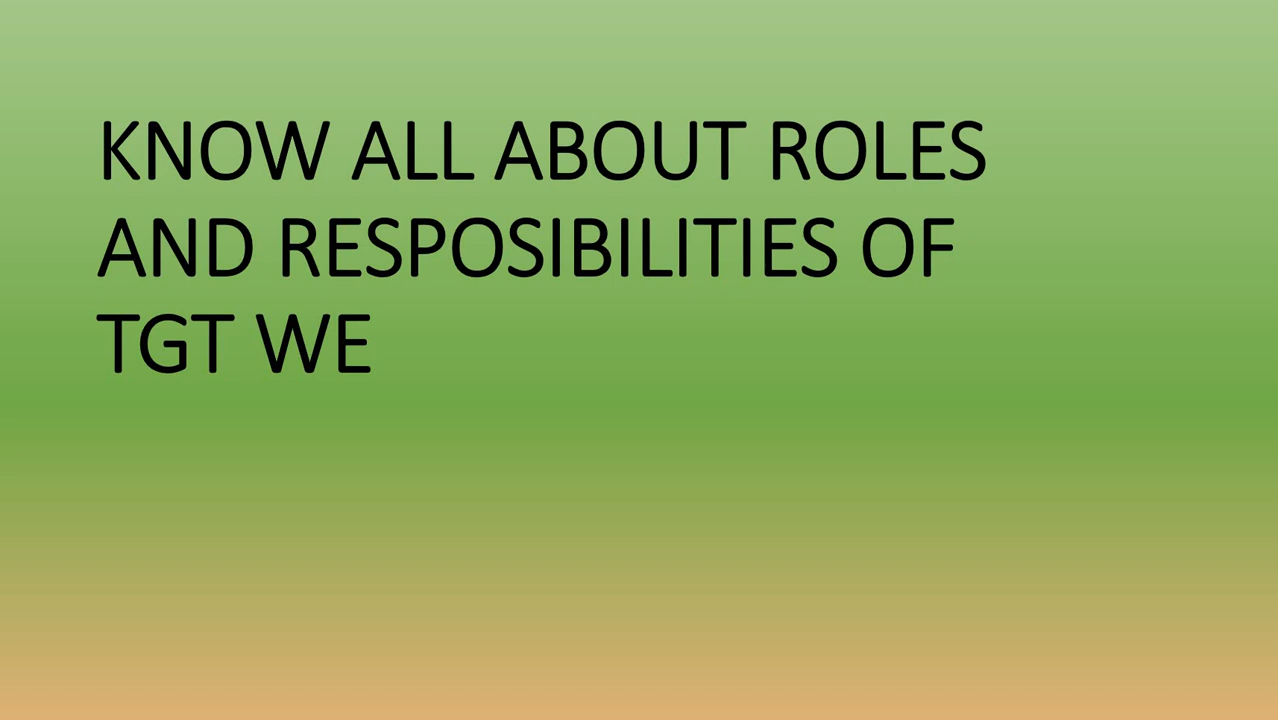 KNOW ALL ABOUT ROLES
AND RESPOSIBILITIES OF
TGT WE